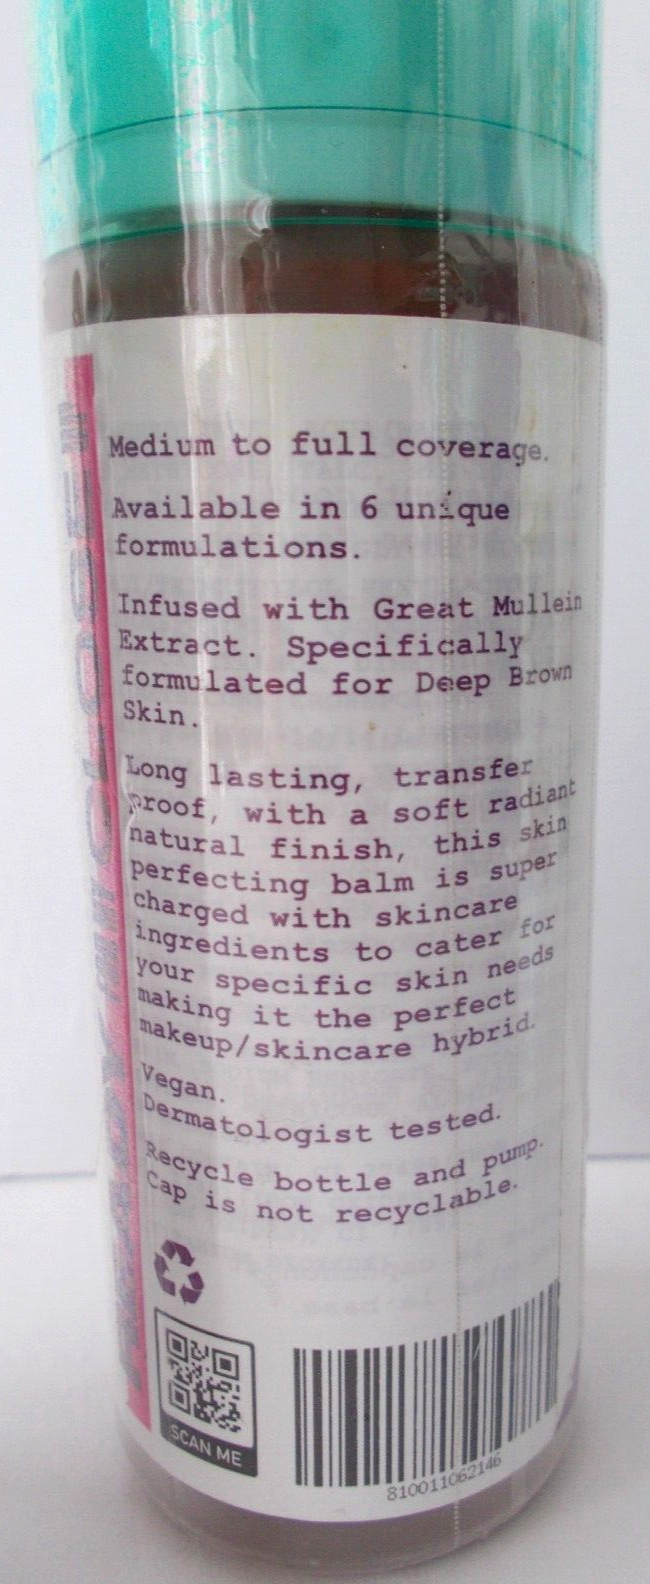 Medium to full coverage.
Available in 6 unique
formulations.
Infused with Great Mullein
Extract. Specifically
formulated for Deep Brown
Skin.
Long lasting, transfer
proof, with a soft radiant
natural finish, this skin
perfecting balm is super
charged with skincare
ingredients to cater for
your specific skin needs
making it the perfect
makeup/skincare hybrid.
Vegan.
Dermatologist tested.
Recycle bottle and pump.
Cap is not recyclable.
SCAN ME
810011062146